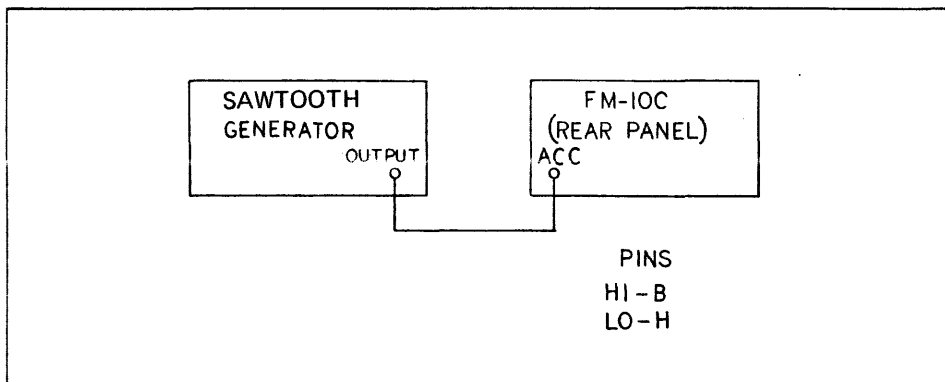 SAWTOOTH
GENERATOR
OUTPUT
FM-10C
(REAR PANEL)
ACC
PINS
HI-B
LO-H